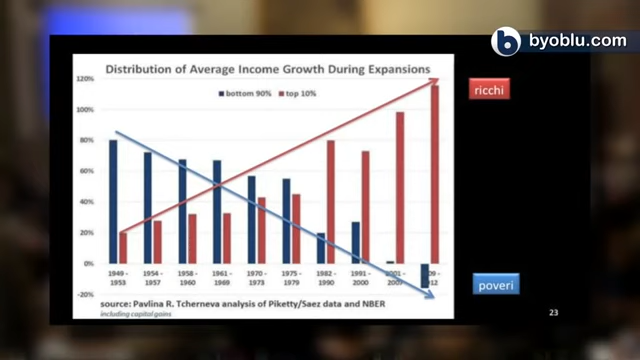 byoblu.com
Distribution of Average Income Growth During Expansions
bottom 90% top 10%
120%
100%
80%
60%
40%
20%
0%
-20%
1949 - 1954 - 1958 - 1961 - 1970 - 1975 - 1982 - 1991 - 2001 -
1953 1957 1960 1969 1973 1979 1990 2000
source: Pavlina R. Tcherneva analysis of Piketty/Saez data and NBER
including capital gains
ricchi
poveri
23